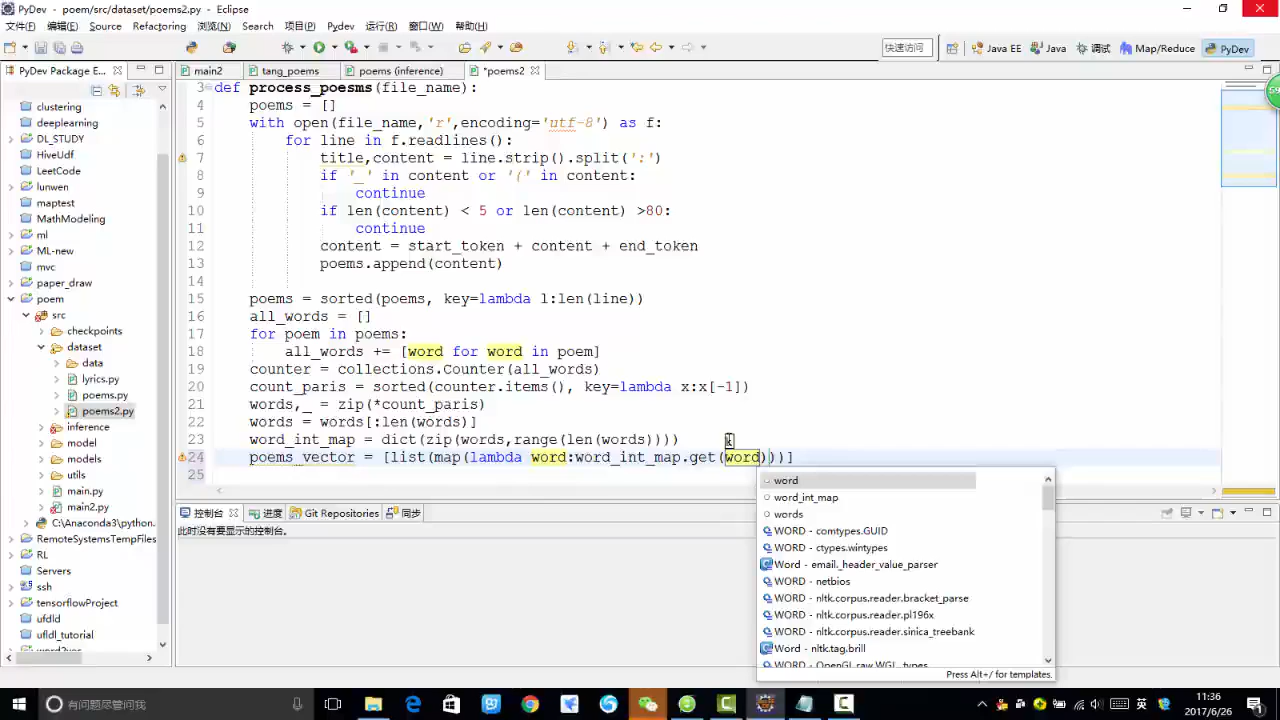 PyDev - poem/src/dataset/poems2.py - Eclipse
文件(F) 编辑(E) Source Refactoring 浏览(N) Search 项目(P) Pydev 运行(R) 窗口(W) 帮助(H)
快速访问 Java EE Java 调试 Map/Reduce PyDev
PyDev Package E...
main2 tang_poems poems (inference) *poems2
clustering
deeplearning
DL_STUDY
HiveUdf
LeetCode
lunwen
maptest
MathModeling
ml
ML-new
mvc
paper_draw
poem
src
checkpoints
dataset
data
lyrics.py
poems.py
poems2.py
inference
model
models
utils
main.py
main2.py
C:\Anaconda3\python.
RemoteSystemsTempFiles
RL
Servers
ssh
tensorflowProject
ufldl
ufldl_tutorial
word2vec
3 def process_poesms(file_name):
4 poems = []
5 with open(file_name,'r',encoding='utf-8') as f:
6 for line in f.readlines():
7 title,content = line.strip().split(':')
8 if '_' in content or '(' in content:
9 continue
10 if len(content) < 5 or len(content) >80:
11 continue
12 content = start_token + content + end_token
13 poems.append(content)
14
15 poems = sorted(poems, key=lambda l:len(line))
16 all_words = []
17 for poem in poems:
18 all_words += [word for word in poem]
19 counter = collections.Counter(all_words)
20 count_paris = sorted(counter.items(), key=lambda x:x[-1])
21 words,_ = zip(*count_paris)
22 words = words[:len(words)]
23 word_int_map = dict(zip(words,range(len(words))))
24 poems_vector = [list(map(lambda word:word_int_map.get(word)))]
25
word
word_int_map
words
WORD - comtypes.GUID
WORD - ctypes.wintypes
Word - email._header_value_parser
WORD - netbios
WORD - nltk.corpus.reader.bracket_parse
WORD - nltk.corpus.reader.pl196x
WORD - nltk.corpus.reader.sinica_treebank
Word - nltk.tag.brill
WORD - OpenGL.raw.WGL._types
Press Alt+/ for templates.
控制台 进度 Git Repositories 同步
此时没有要显示的控制台。
59
有问题尽管问我
英
11:36
2017/6/26